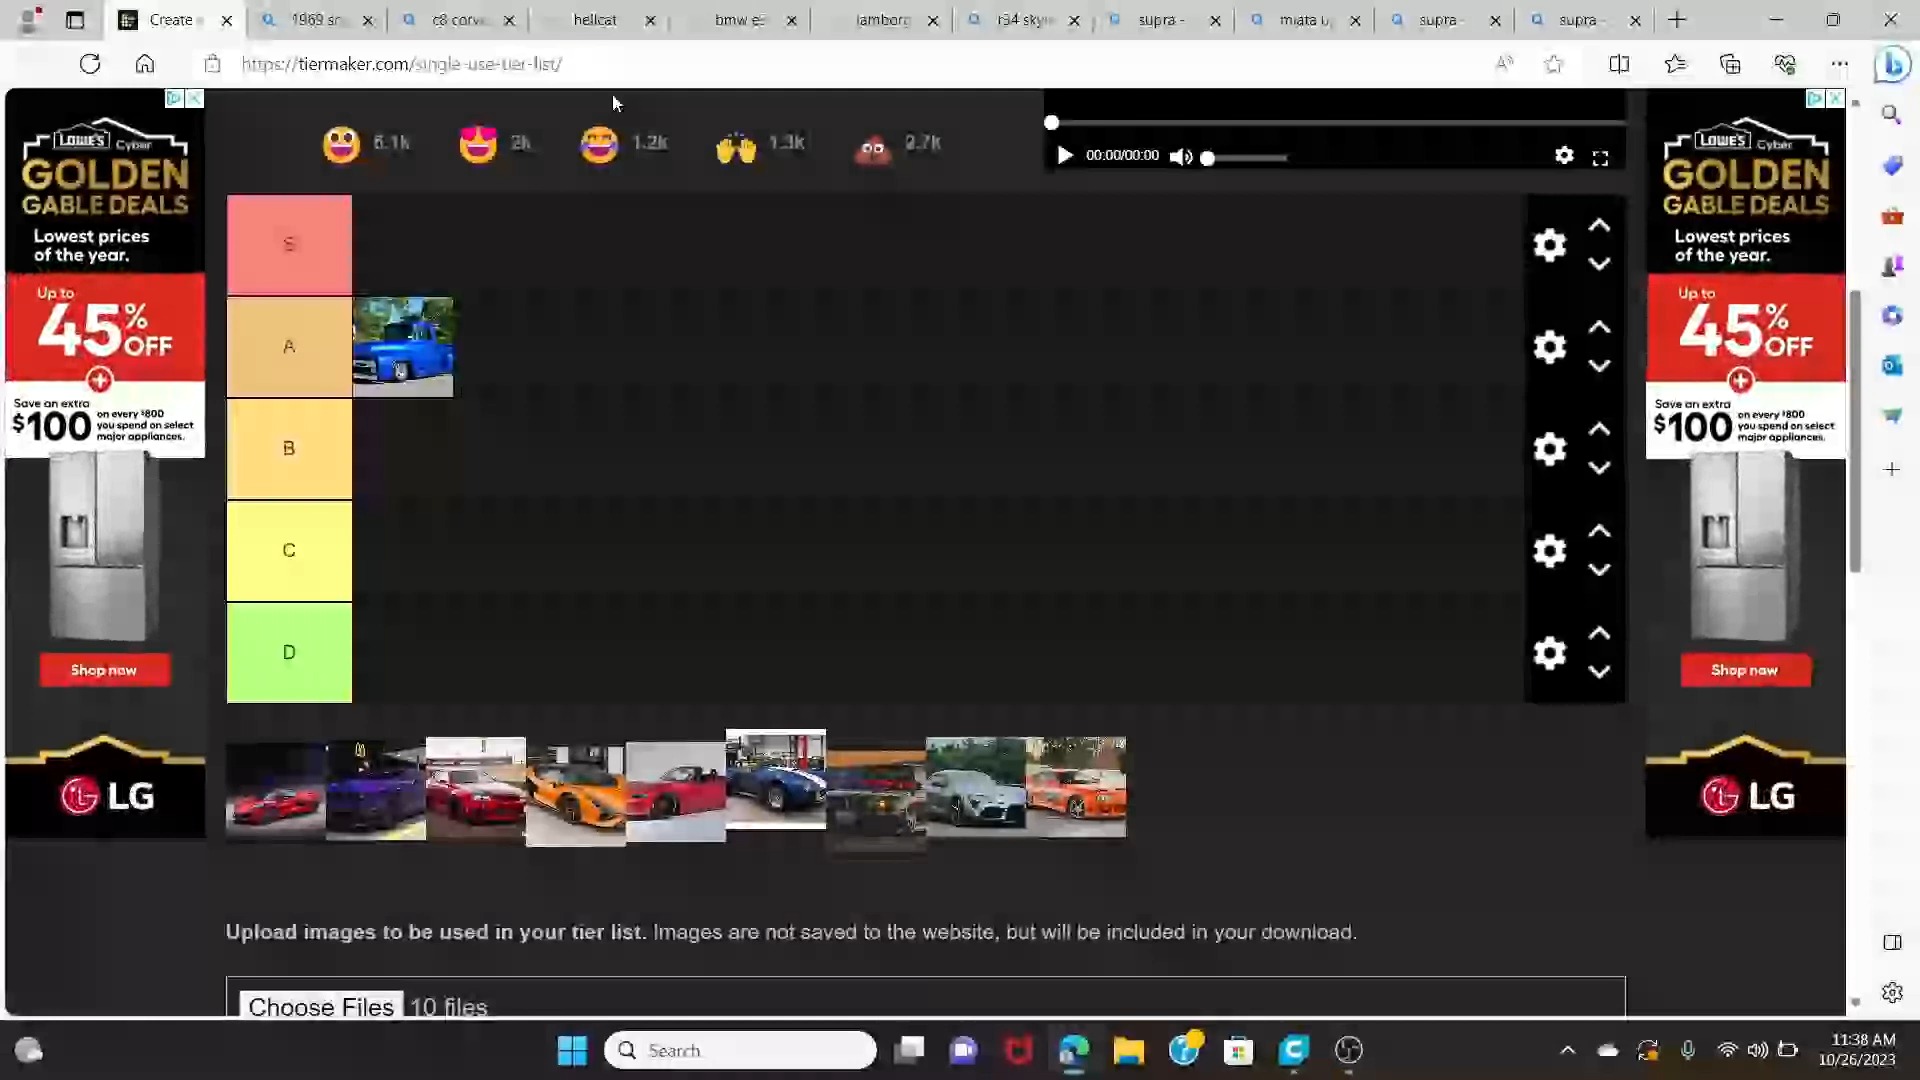 Create
1969 sr
c8 corv
hellcat
bmw e
lamborg
r34 skyli
supra -
miata u
supra -
supra -
https://tiermaker.com/single-use-tier-list/
6.1k
2k
1.2k
1.3k
00:00/00:00
LOWE'S
Cyber
GOLDEN
GABLE DEALS
Lowest prices
of the year.
Up to
45%
OFF
Save an extra
$100
on every $800
you spend on select
major appliances.
Shop now
LG
S
A
B
C
D
LOWE'S
Cyber
GOLDEN
GABLE DEALS
Lowest prices
of the year.
Up to
45%
OFF
Save an extra
$100
on every $800
you spend on select
major appliances.
Shop now
LG
Upload images to be used in your tier list. Images are not saved to the website, but will be included in your download.
Choose Files 10 files
Search
11:38 AM
10/26/2023